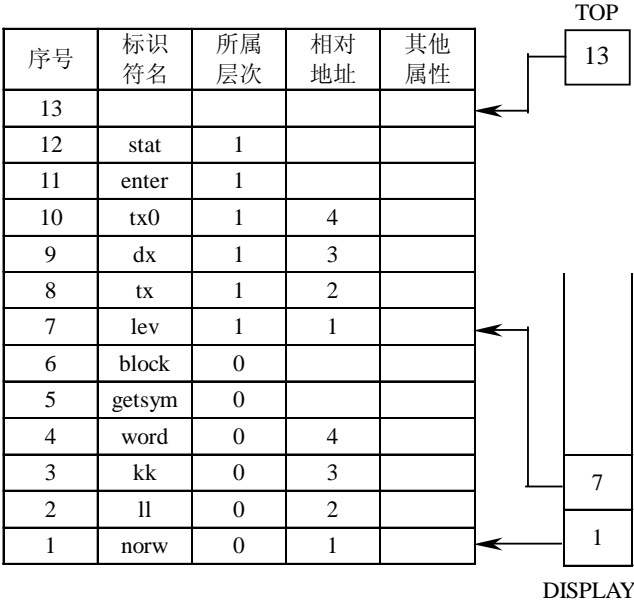 TOP
13
序号 标识符名 所属层次 相对地址 其他属性
13
12 stat 1
11 enter 1
10 tx0 1 4
9 dx 1 3
8 tx 1 2
7 lev 1 1
6 block 0
5 getsym 0
4 word 0 4
3 kk 0 3
2 ll 0 2
1 norw 0 1
7
1
DISPLAY